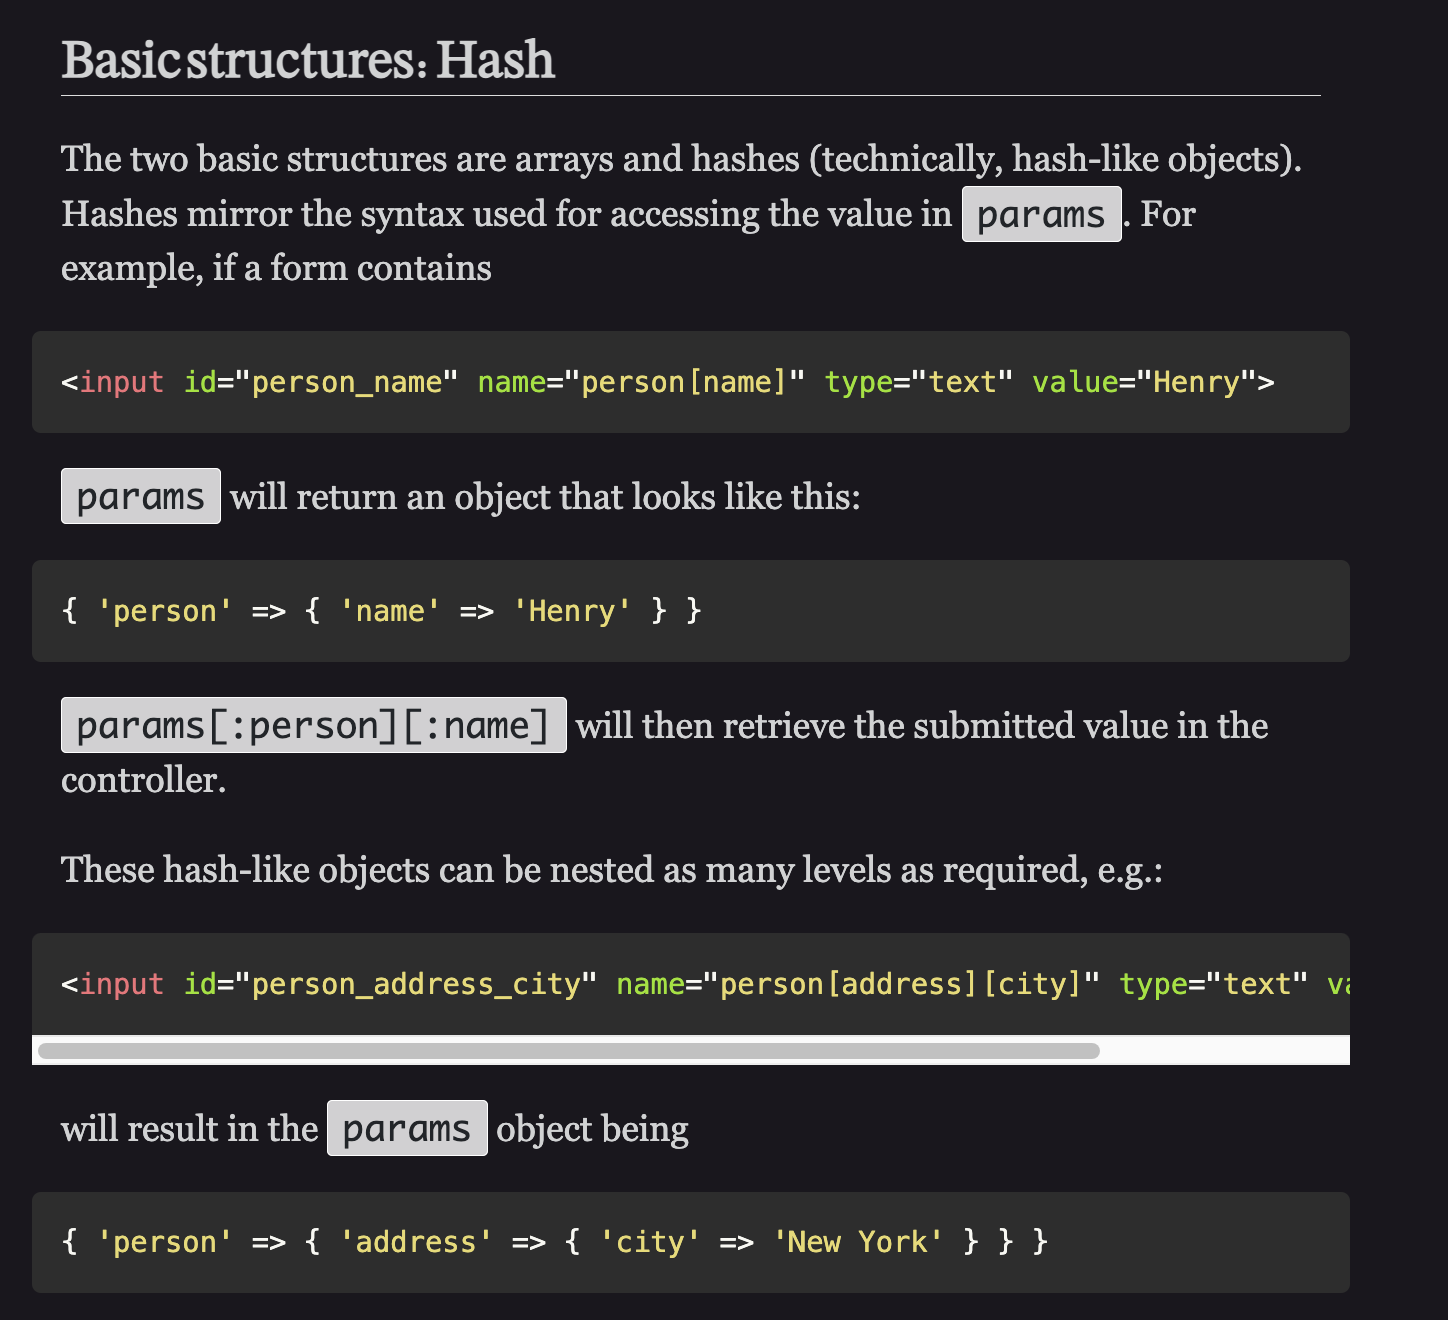 Basic structures: Hash
The two basic structures are arrays and hashes (technically, hash-like objects).
Hashes mirror the syntax used for accessing the value in params. For
example, if a form contains
<input id="person_name" name="person[name]" type="text" value="Henry">
params will return an object that looks like this:
{ 'person' => { 'name' => 'Henry' } }
params[:person][:name] will then retrieve the submitted value in the
controller.
These hash-like objects can be nested as many levels as required, e.g.:
<input id="person_address_city" name="person[address][city]" type="text" va
will result in the params object being
{ 'person' => { 'address' => { 'city' => 'New York' } } }